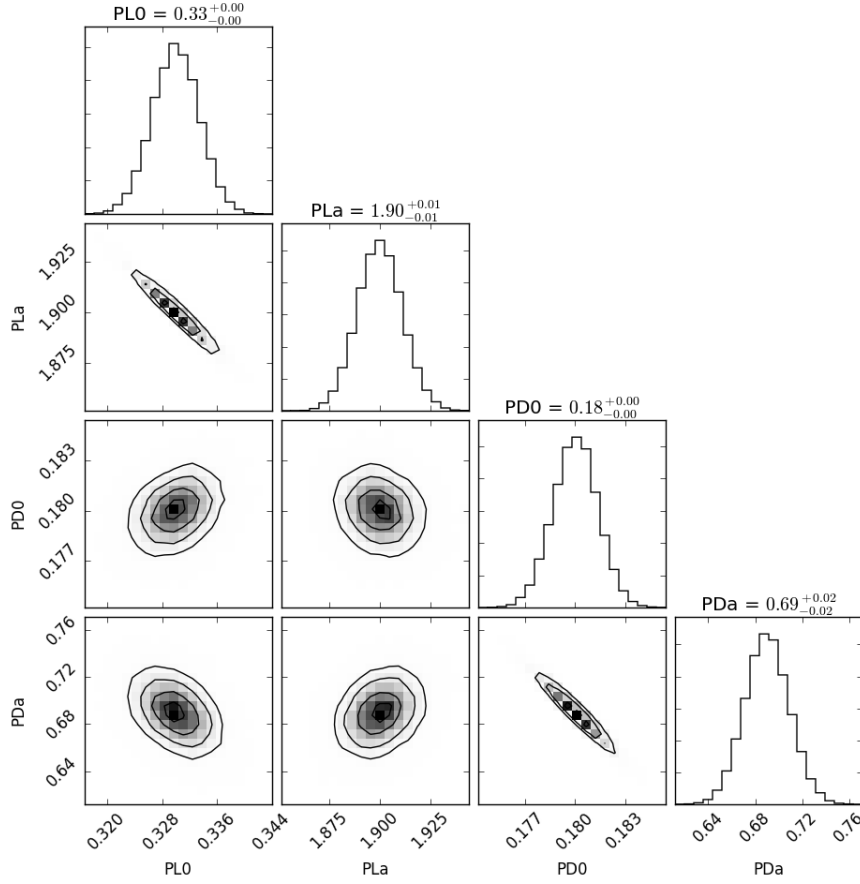 PL0 = 0.33 +0.00 -0.00
PLa = 1.90 +0.01 -0.01
1.925
1.900
1.875
PLa
PD0 = 0.18 +0.00 -0.00
0.183
0.180
0.177
PD0
PDa = 0.69 +0.02 -0.02
0.76
0.72
0.68
0.64
PDa
0.320 0.328 0.336 0.344 1.875 1.900 1.925 0.177 0.180 0.183 0.64 0.68 0.72 0.76
PL0 PLa PD0 PDa